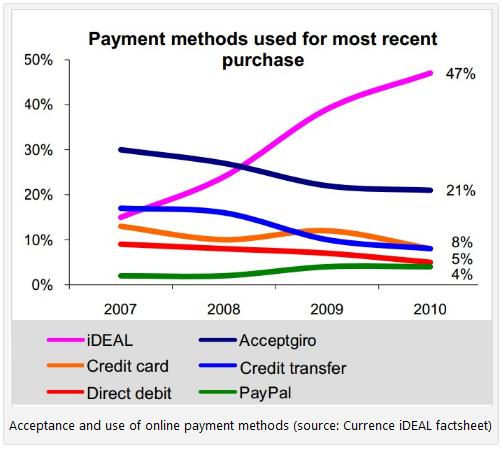 Payment methods used for most recent
purchase
50%
40%
30%
20%
10%
0%
47%
21%
8%
5%
4%
2007 2008 2009 2010
iDEAL Acceptgiro
Credit card Credit transfer
Direct debit PayPal
Acceptance and use of online payment methods (source: Currence iDEAL factsheet)